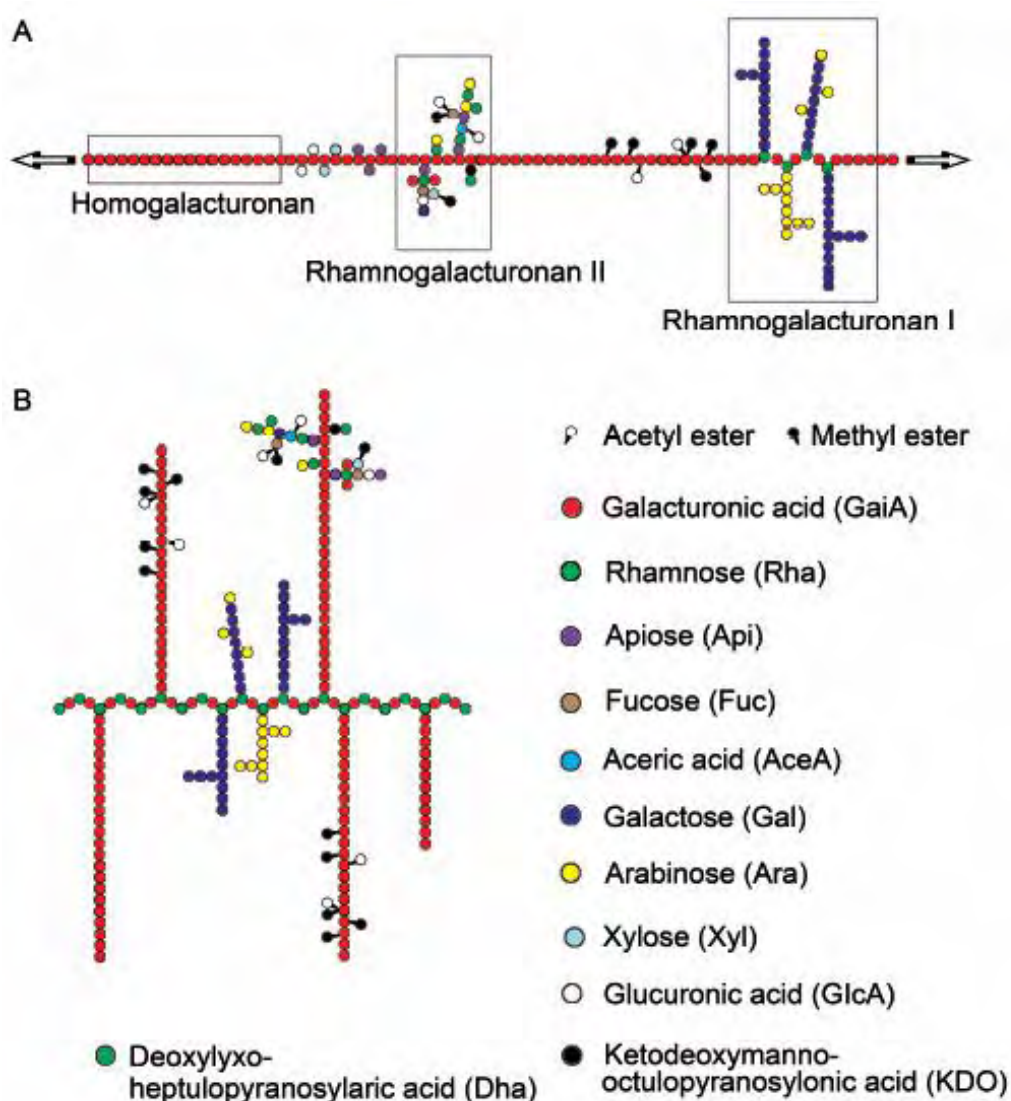 A
Homogalacturonan
Rhamnogalacturonan II
Rhamnogalacturonan I
B
Acetyl ester
Methyl ester
Galacturonic acid (GaiA)
Rhamnose (Rha)
Apiose (Api)
Fucose (Fuc)
Aceric acid (AceA)
Galactose (Gal)
Arabinose (Ara)
Xylose (Xyl)
Glucuronic acid (GlcA)
Deoxylyxo-
heptulopyranosylaric acid (Dha)
Ketodeoxymanno-
octulopyranosylonic acid (KDO)